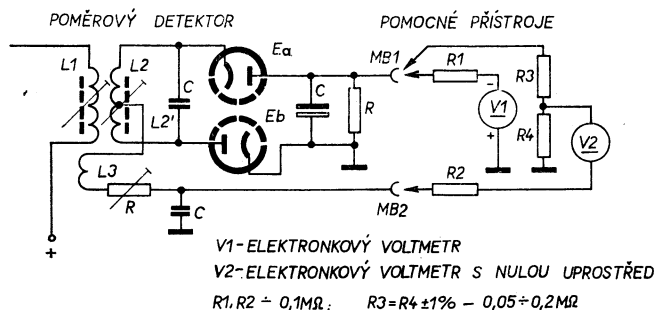 POMĚROVÝ DETEKTOR
POMOCNÉ PŘÍSTROJE
L1
L2
C
L2'
Ea
Eb
C
R
MB1
R1
V1
−
+
R3
R4
V2
L3
R
C
MB2
R2
+
V1-ELEKTRONKOVÝ VOLTMETR
V2-ELEKTRONKOVÝ VOLTMETR S NULOU UPROSTŘED
R1, R2 ÷ 0,1MΩ; R3=R4 ±1% − 0,05÷0,2MΩ